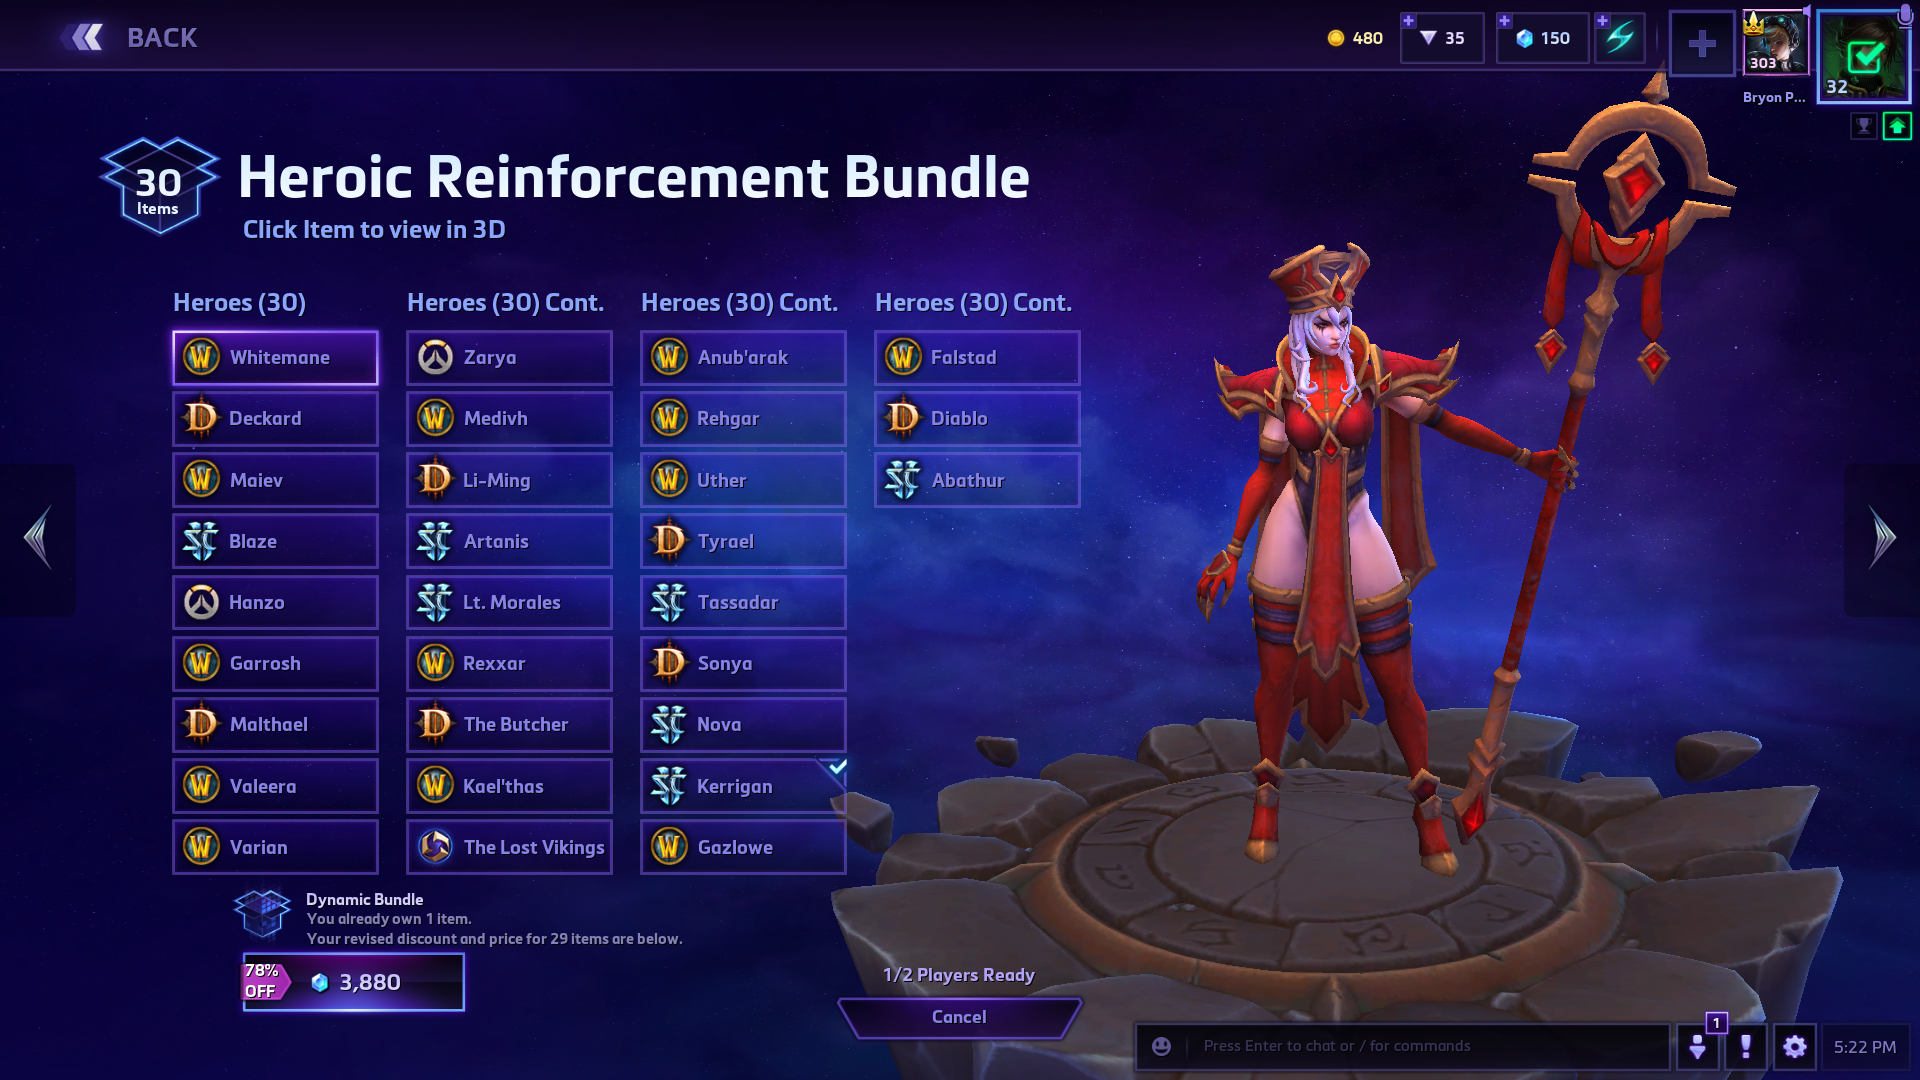 BACK
480
35
150
303
32
Bryon P...
30
Items
Heroic Reinforcement Bundle
Click Item to view in 3D
Heroes (30)
Whitemane
Deckard
Maiev
Blaze
Hanzo
Garrosh
Malthael
Valeera
Varian
Heroes (30) Cont.
Zarya
Medivh
Li-Ming
Artanis
Lt. Morales
Rexxar
The Butcher
Kael'thas
The Lost Vikings
Heroes (30) Cont.
Anub'arak
Rehgar
Uther
Tyrael
Tassadar
Sonya
Nova
Kerrigan
Gazlowe
Heroes (30) Cont.
Falstad
Diablo
Abathur
Dynamic Bundle
You already own 1 item.
Your revised discount and price for 29 items are below.
78%
OFF
3,880
1/2 Players Ready
Cancel
Press Enter to chat or / for commands
1
5:22 PM